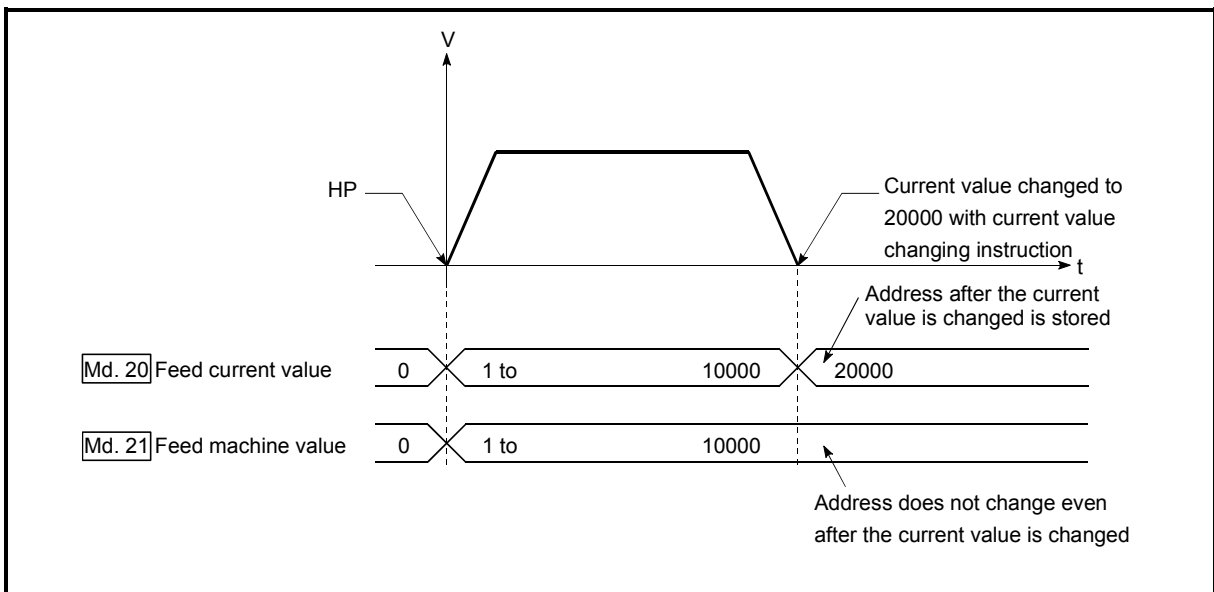 V
HP
Current value changed to
20000 with current value
changing instruction
t
Address after the current
value is changed is stored
Md. 20 Feed current value 0 1 to 10000 20000
Md. 21 Feed machine value 0 1 to 10000
Address does not change even
after the current value is changed